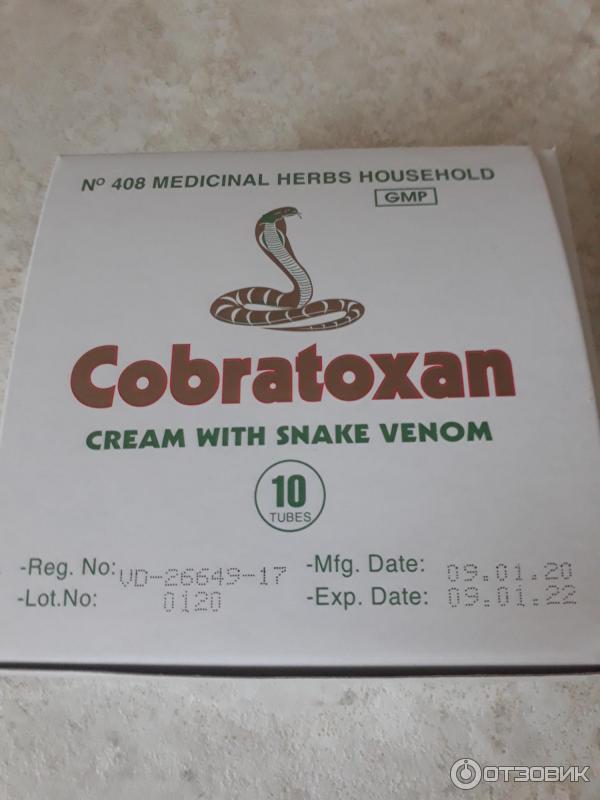 Nº 408 MEDICINAL HERBS HOUSEHOLD
GMP
Cobratoxan
CREAM WITH SNAKE VENOM
10
TUBES
-Reg. No: VD-26649-17
-Mfg. Date: 09.01.20
-Lot.No: 0120
-Exp. Date: 09.01.22
ОТЗОВИК